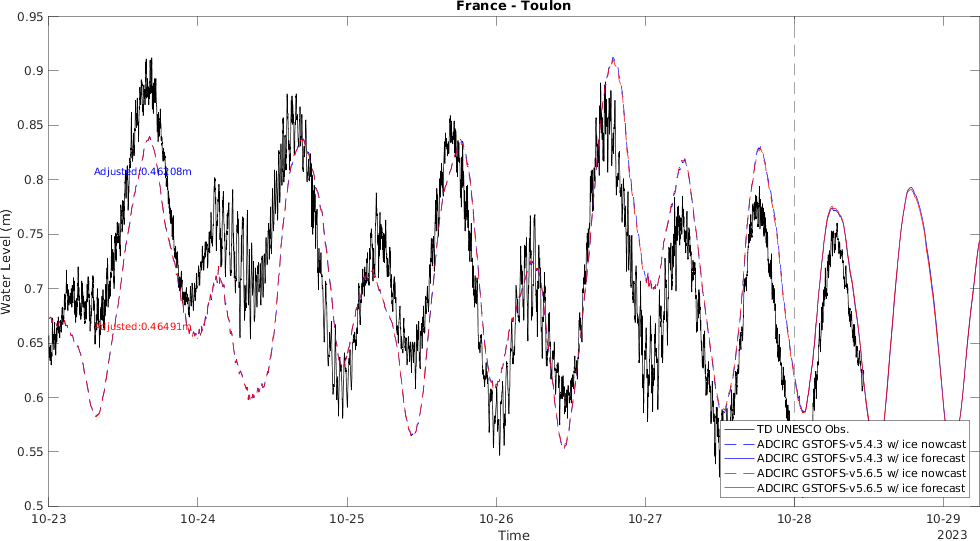 France - Toulon
0.95
0.9
0.85
0.8
0.75
0.7
0.65
0.6
0.55
0.5
Water Level (m)
Adjusted:0.46208m
Adjusted:0.46491m
TD UNESCO Obs.
ADCIRC GSTOFS-v5.4.3 w/ ice nowcast
ADCIRC GSTOFS-v5.4.3 w/ ice forecast
ADCIRC GSTOFS-v5.6.5 w/ ice nowcast
ADCIRC GSTOFS-v5.6.5 w/ ice forecast
10-23 10-24 10-25 10-26 10-27 10-28 10-29
Time
2023